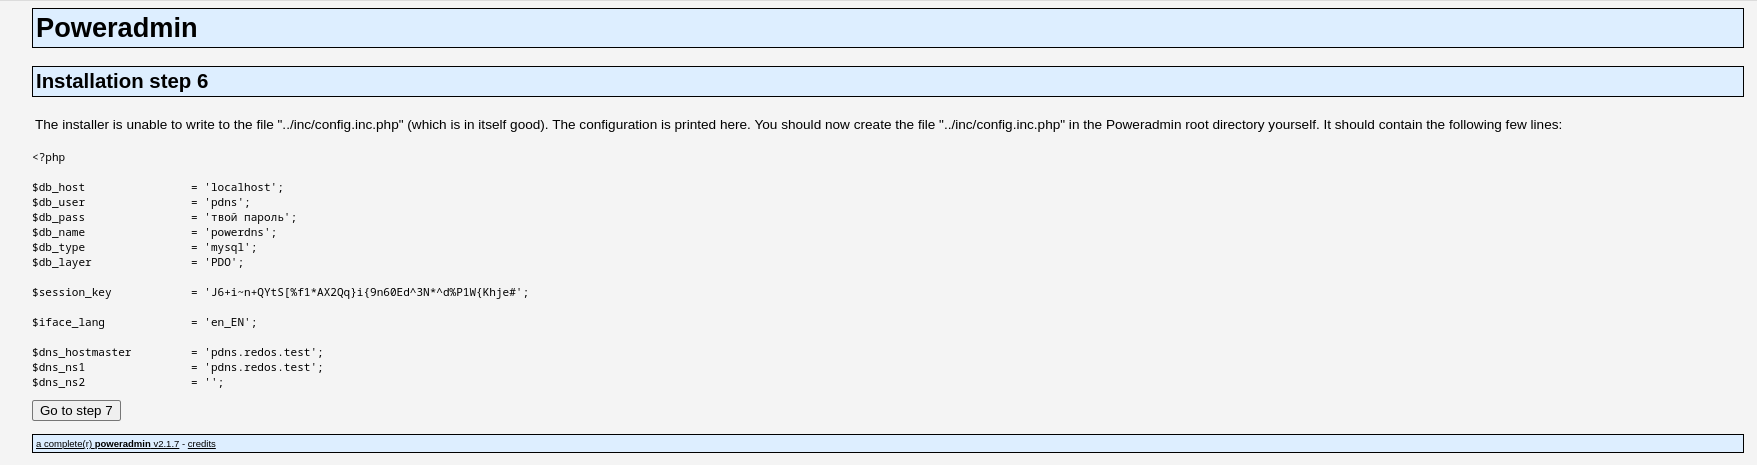 Poweradmin
Installation step 6
The installer is unable to write to the file "../inc/config.inc.php" (which is in itself good). The configuration is printed here. You should now create the file "../inc/config.inc.php" in the Poweradmin root directory yourself. It should contain the following few lines:
<?php
$db_host = 'localhost';
$db_user = 'pdns';
$db_pass = 'твой пароль';
$db_name = 'powerdns';
$db_type = 'mysql';
$db_layer = 'PDO';
$session_key = 'J6+i~n+QYtS[%f1*AX2Qq}i{9n60Ed^3N*^d%P1W{Khje#';
$iface_lang = 'en_EN';
$dns_hostmaster = 'pdns.redos.test';
$dns_ns1 = 'pdns.redos.test';
$dns_ns2 = '';
Go to step 7
a complete(r) poweradmin v2.1.7 - credits